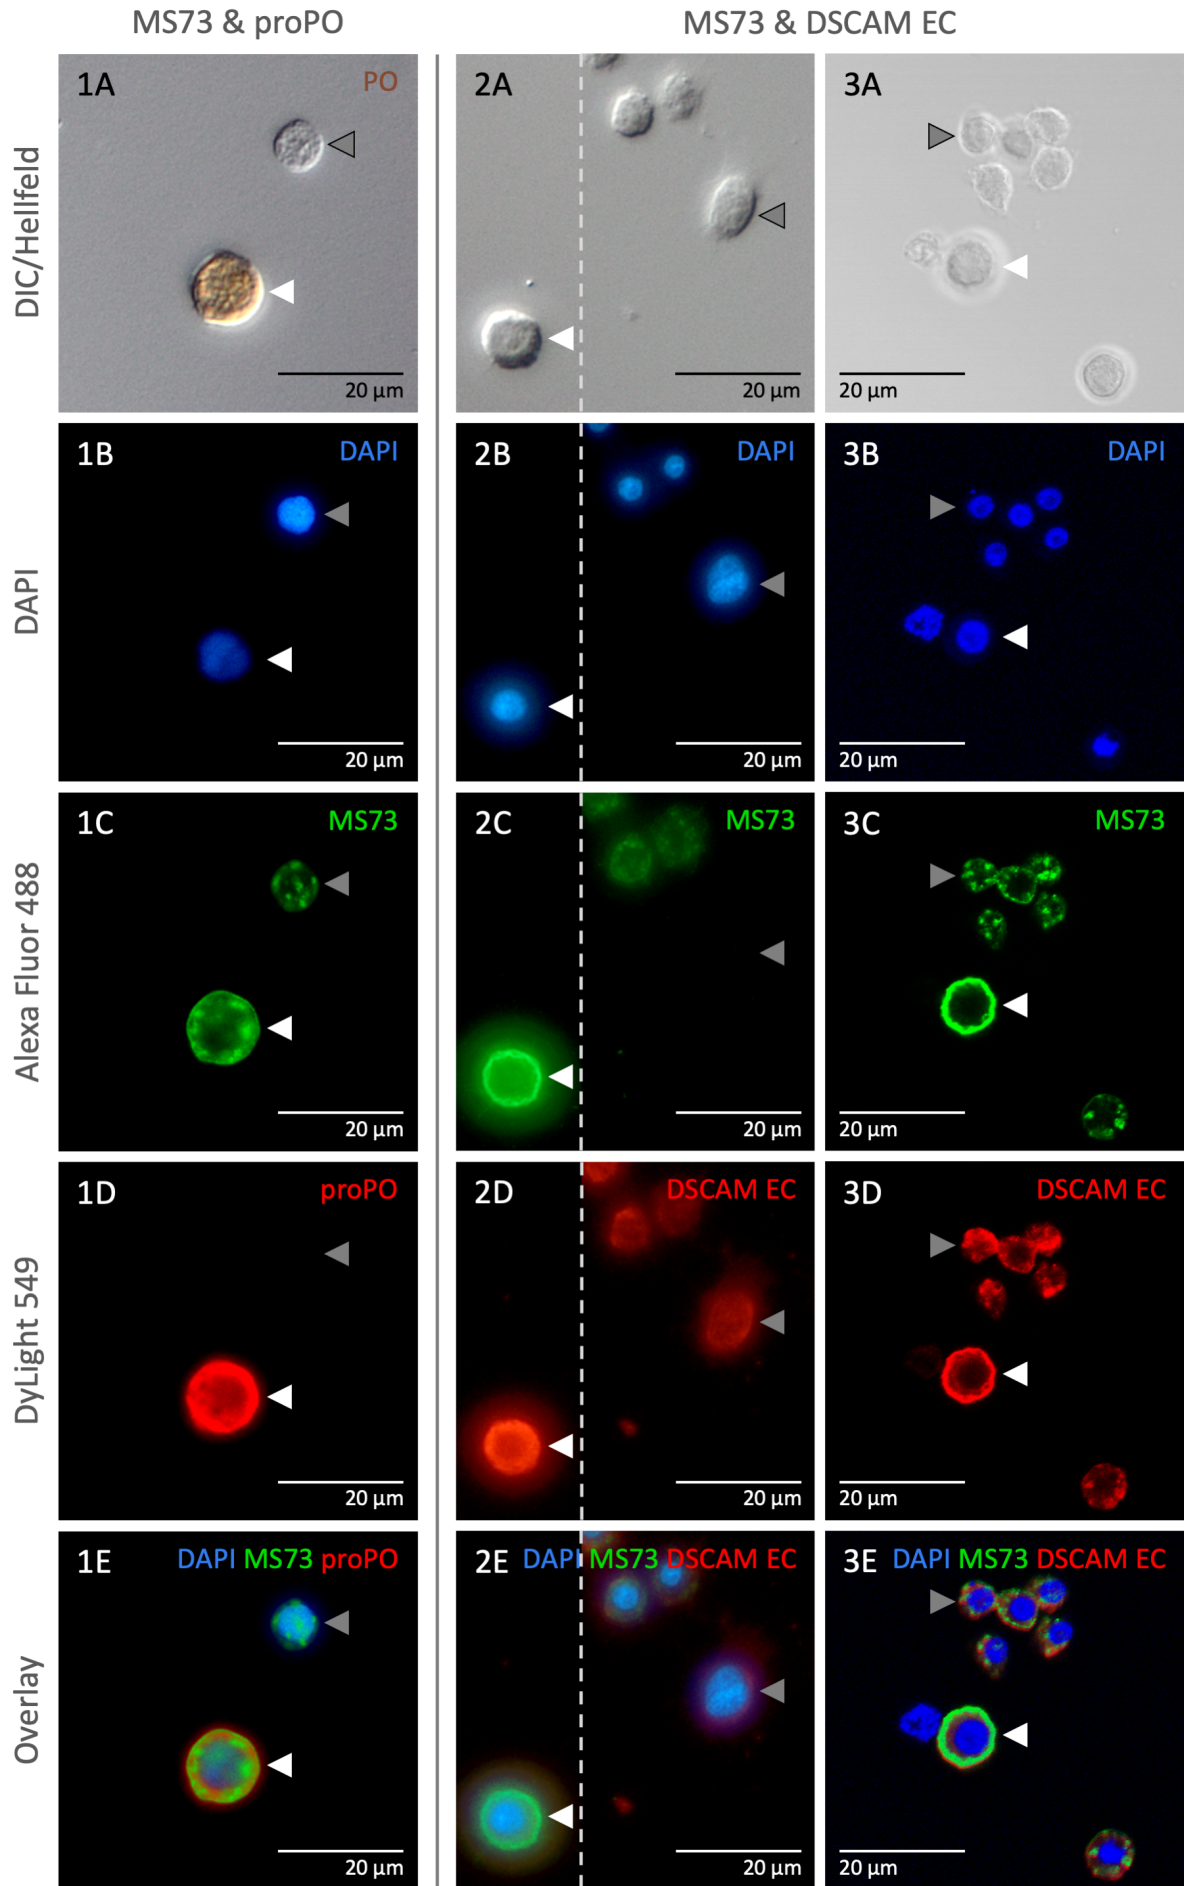 MS73 & proPO
MS73 & DSCAM EC
DIC/Hellfeld
1A
PO
20 µm
2A
20 µm
3A
20 µm
DAPI
1B
DAPI
20 µm
2B
DAPI
20 µm
3B
DAPI
20 µm
Alexa Fluor 488
1C
MS73
20 µm
2C
MS73
20 µm
3C
MS73
20 µm
DyLight 549
1D
proPO
20 µm
2D
DSCAM EC
20 µm
3D
DSCAM EC
20 µm
Overlay
1E
DAPI MS73 proPO
20 µm
2E
DAPI MS73 DSCAM EC
20 µm
3E
DAPI MS73 DSCAM EC
20 µm